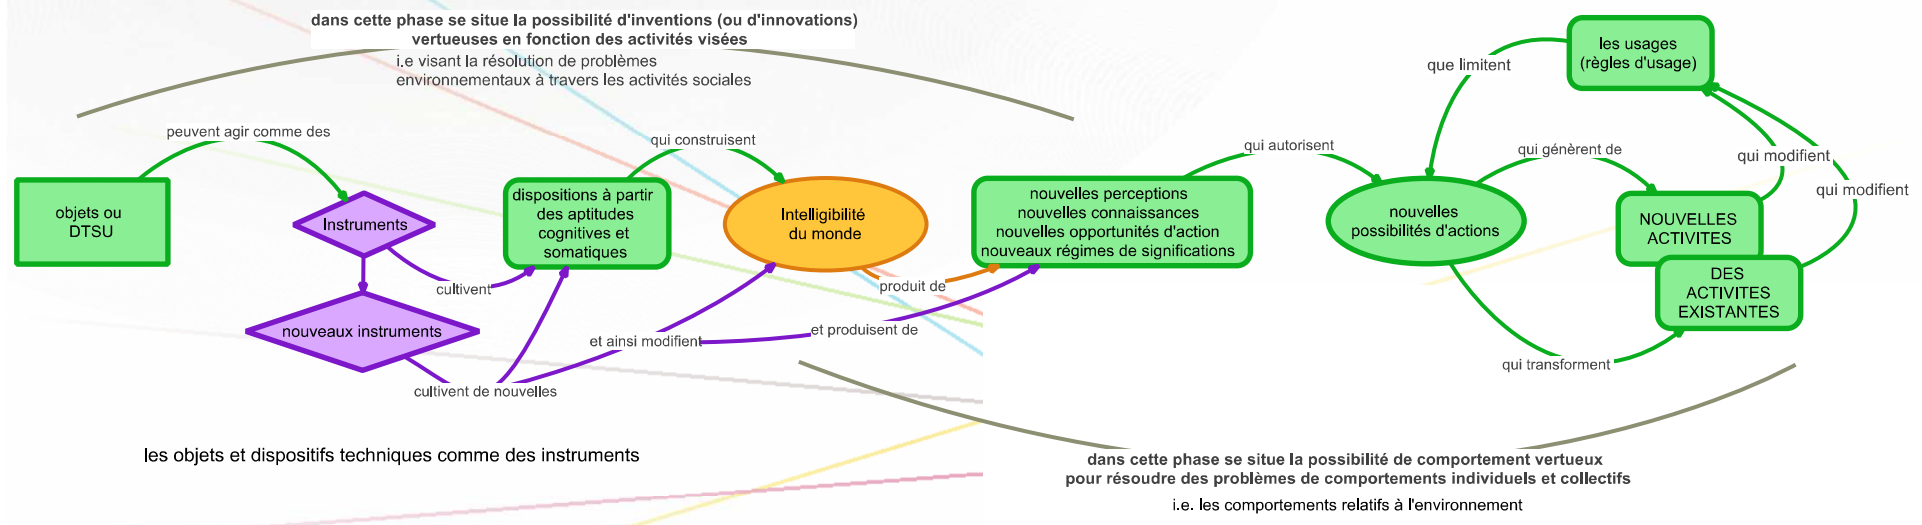 dans cette phase se situe la possibilité d'inventions (ou d'innovations)
vertueuses en fonction des activités visées
i.e visant la résolution de problèmes
environnementaux à travers les activités sociales
peuvent agir comme des
objets ou
DTSU
Instruments
nouveaux instruments
cultivent
cultivent de nouvelles
dispositions à partir
des aptitudes
cognitives et
somatiques
qui construisent
Intelligibilité
du monde
produit de
et ainsi modifient
et produisent de
nouvelles perceptions
nouvelles connaissances
nouvelles opportunités d'action
nouveaux régimes de significations
qui autorisent
nouvelles
possibilités d'actions
que limitent
les usages
(règles d'usage)
qui génèrent de
qui modifient
qui modifient
NOUVELLES
ACTIVITES
DES
ACTIVITES
EXISTANTES
qui transforment
les objets et dispositifs techniques comme des instruments
dans cette phase se situe la possibilité de comportement vertueux
pour résoudre des problèmes de comportements individuels et collectifs
i.e. les comportements relatifs à l'environnement